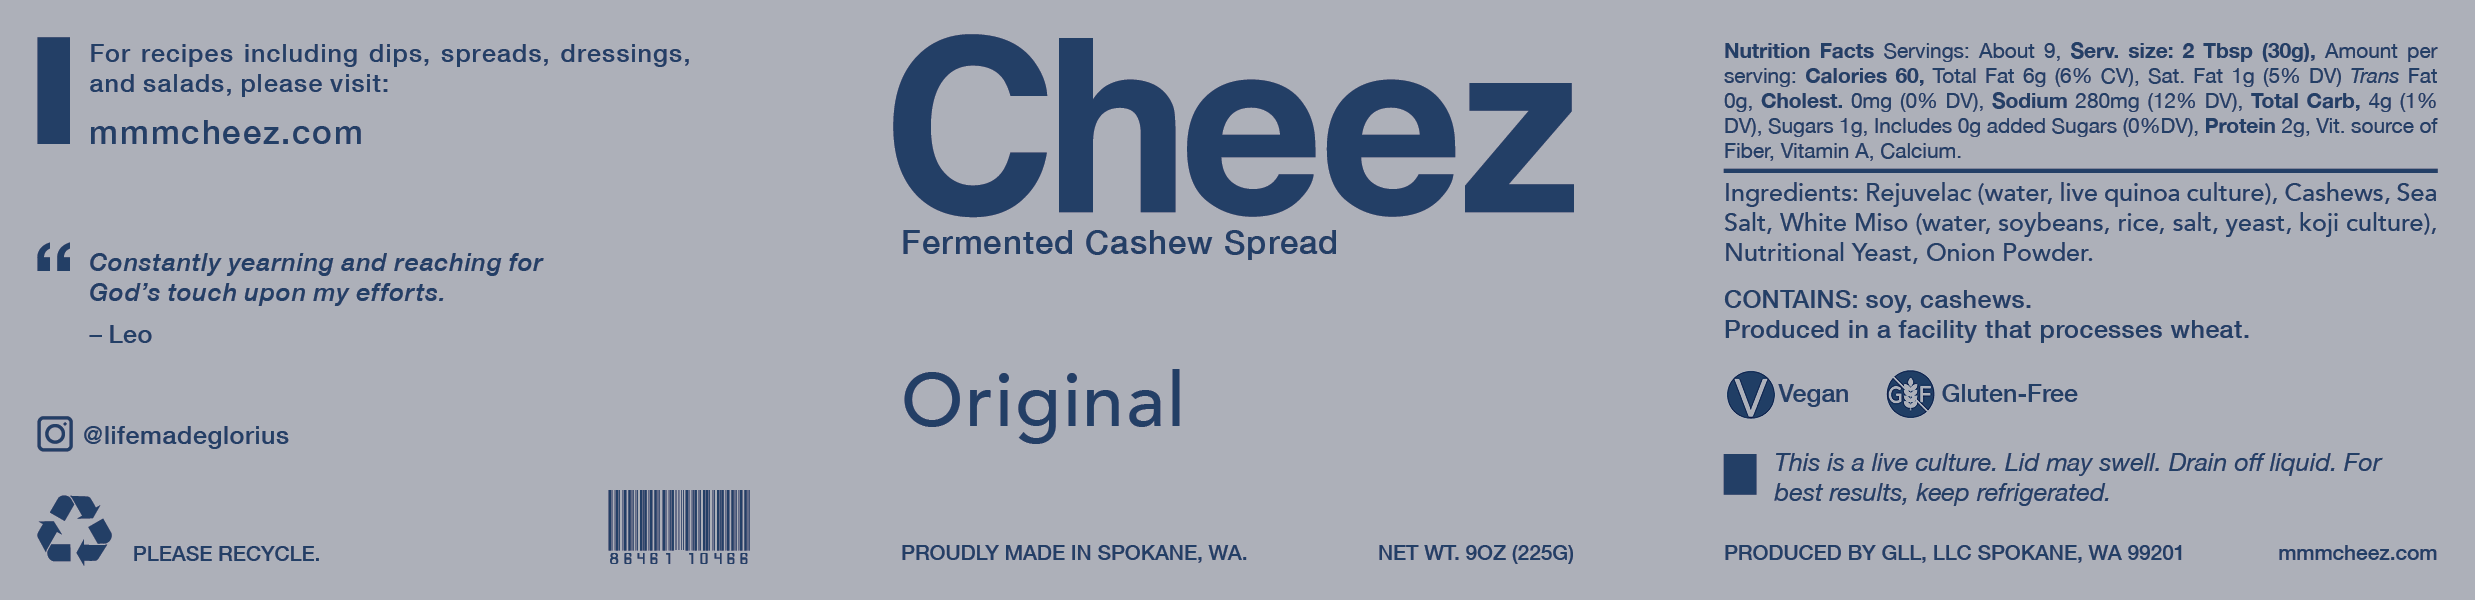 For recipes including dips, spreads, dressings,
and salads, please visit:
mmmcheez.com
“ Constantly yearning and reaching for
God’s touch upon my efforts.
– Leo
@lifemadeglorius
PLEASE RECYCLE.
86461 10466
Cheez
Fermented Cashew Spread
Original
PROUDLY MADE IN SPOKANE, WA.
NET WT. 9OZ (225G)
Nutrition Facts Servings: About 9, Serv. size: 2 Tbsp (30g), Amount per
serving: Calories 60, Total Fat 6g (6% CV), Sat. Fat 1g (5% DV) Trans Fat
0g, Cholest. 0mg (0% DV), Sodium 280mg (12% DV), Total Carb, 4g (1%
DV), Sugars 1g, Includes 0g added Sugars (0%DV), Protein 2g, Vit. source of
Fiber, Vitamin A, Calcium.
Ingredients: Rejuvelac (water, live quinoa culture), Cashews, Sea
Salt, White Miso (water, soybeans, rice, salt, yeast, koji culture),
Nutritional Yeast, Onion Powder.
CONTAINS: soy, cashews.
Produced in a facility that processes wheat.
V Vegan
GF Gluten-Free
This is a live culture. Lid may swell. Drain off liquid. For
best results, keep refrigerated.
PRODUCED BY GLL, LLC SPOKANE, WA 99201
mmmcheez.com